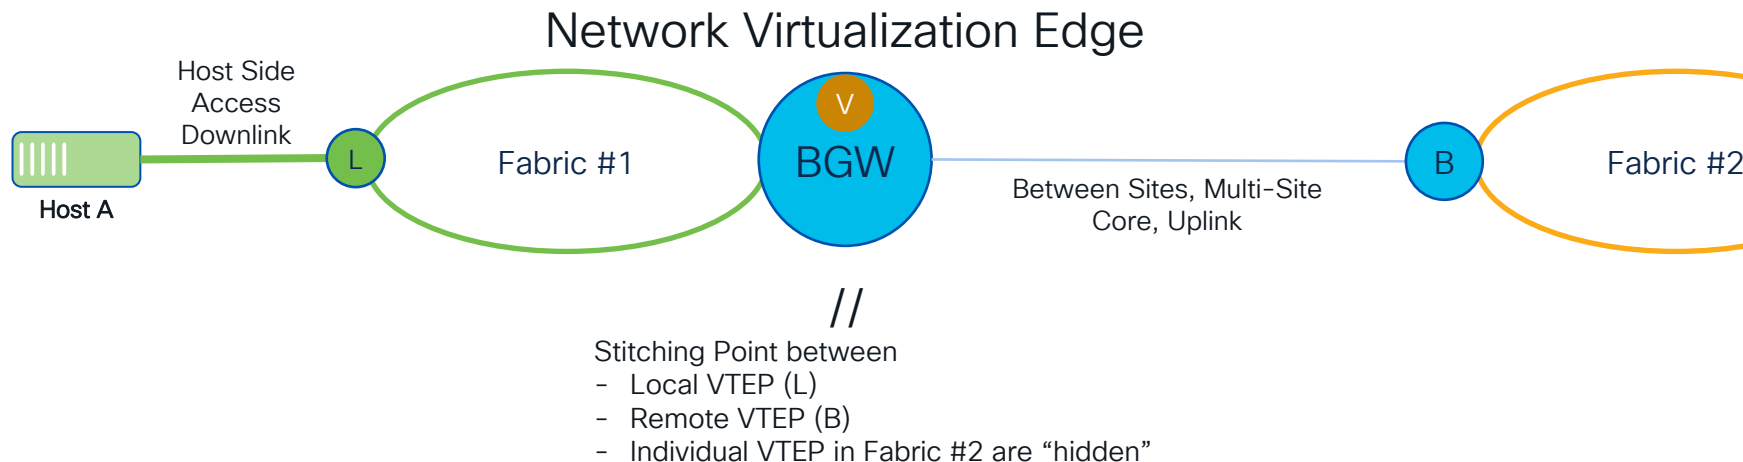 Network Virtualization Edge
Host Side
Access
Downlink
Host A
L
Fabric #1
V
BGW
Between Sites, Multi-Site
Core, Uplink
B
Fabric #2
//
Stitching Point between
- Local VTEP (L)
- Remote VTEP (B)
- Individual VTEP in Fabric #2 are “hidden”